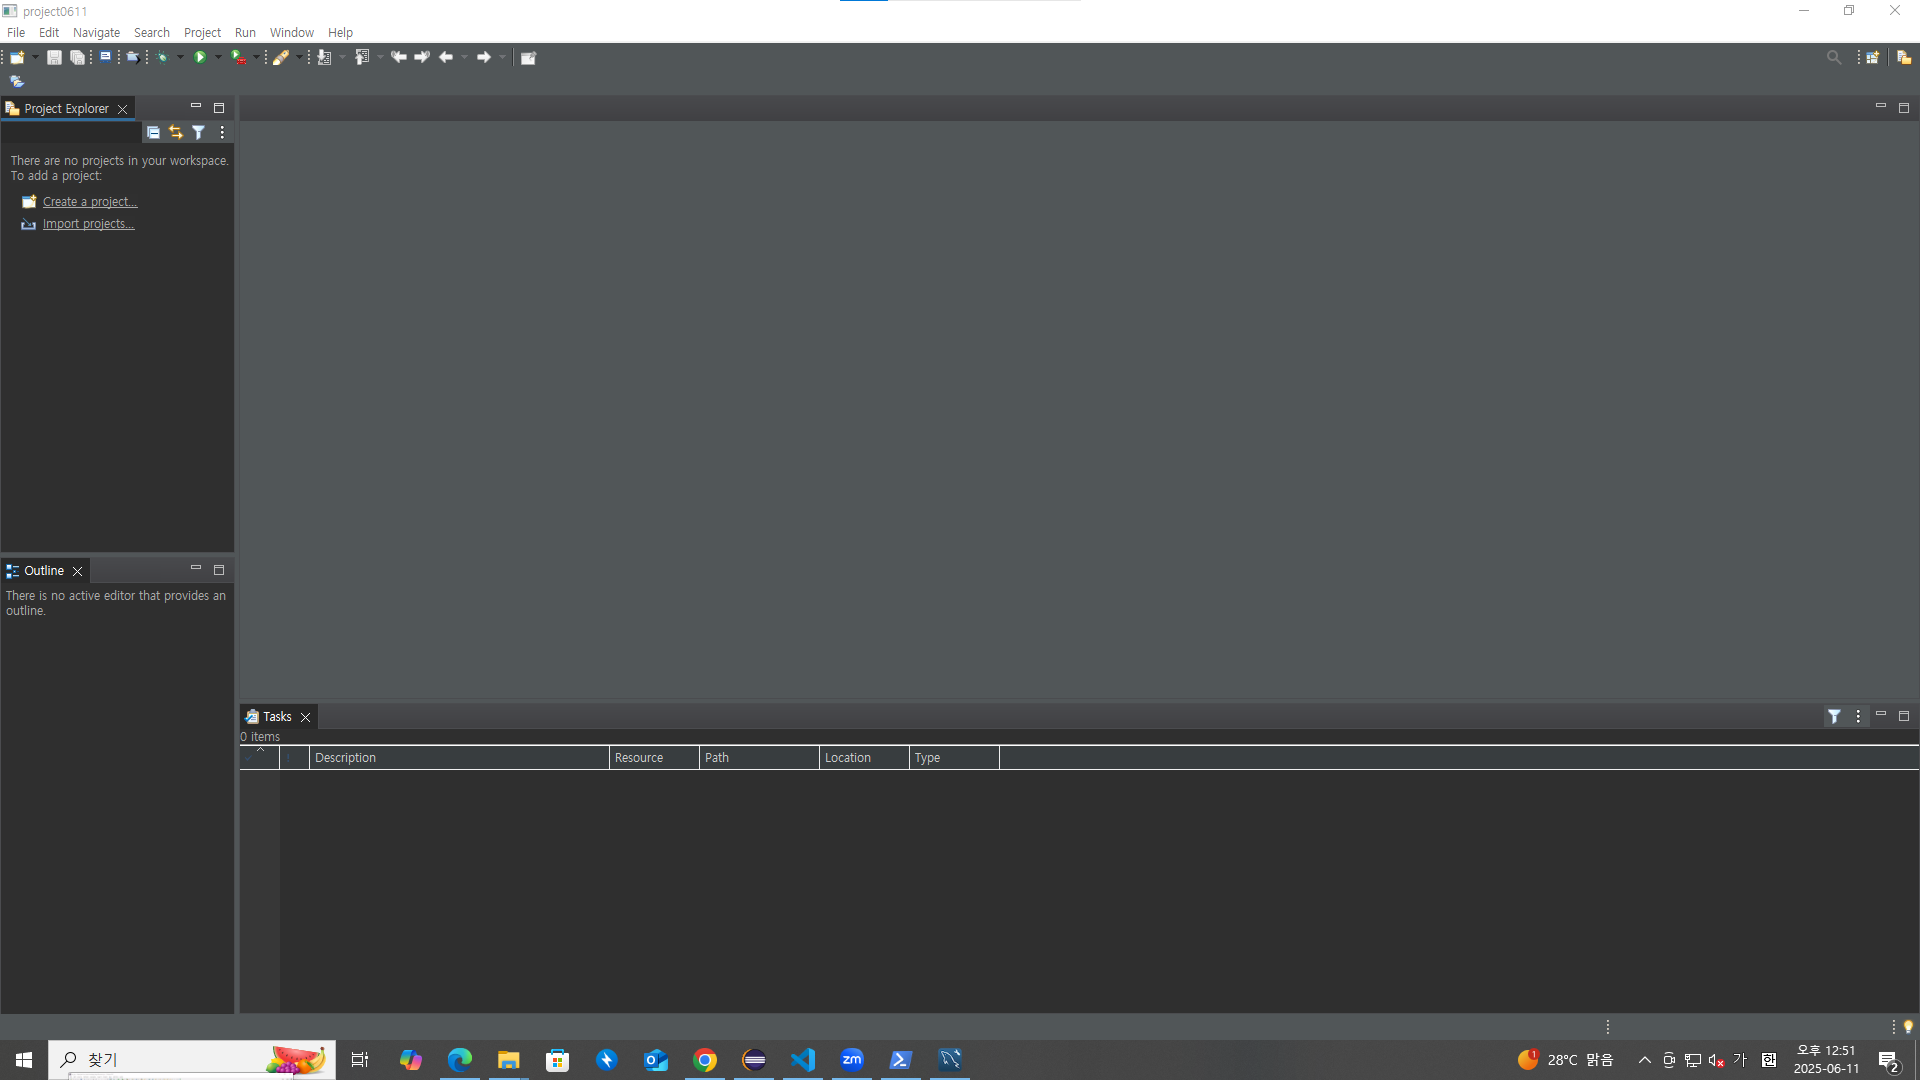 project0611
File Edit Navigate Search Project Run Window Help
Project Explorer
There are no projects in your workspace.
To add a project:
Create a project...
Import projects...
Outline
There is no active editor that provides an
outline.
Tasks
0 items
Description Resource Path Location Type
찾기
zm
1
28°C 맑음
가
오후 12:51
2025-06-11
2